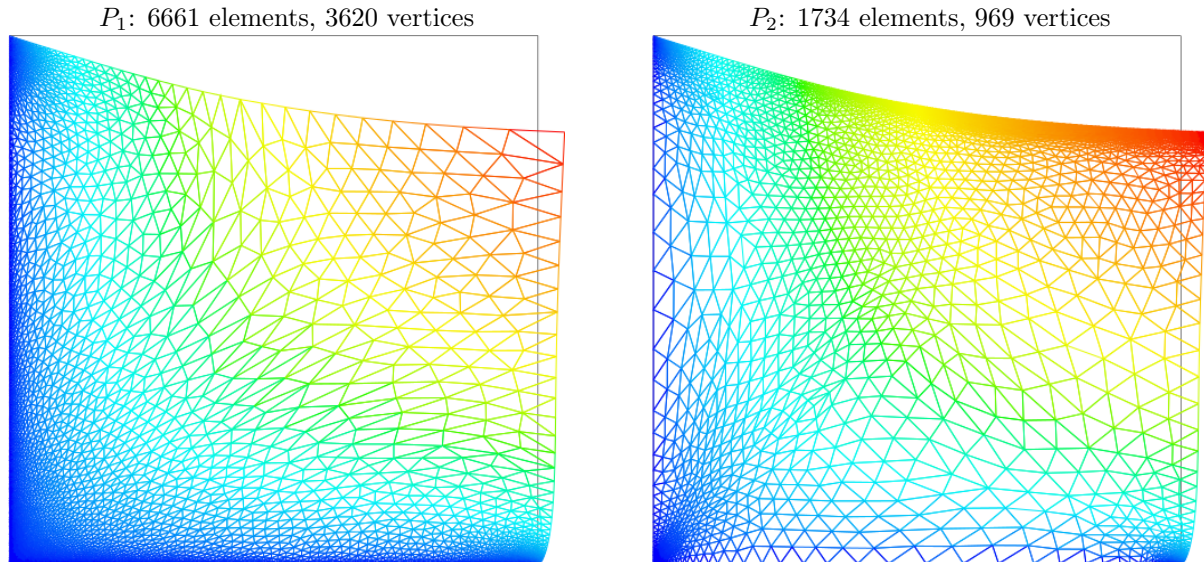 P₁: 6661 elements, 3620 vertices
P₂: 1734 elements, 969 vertices